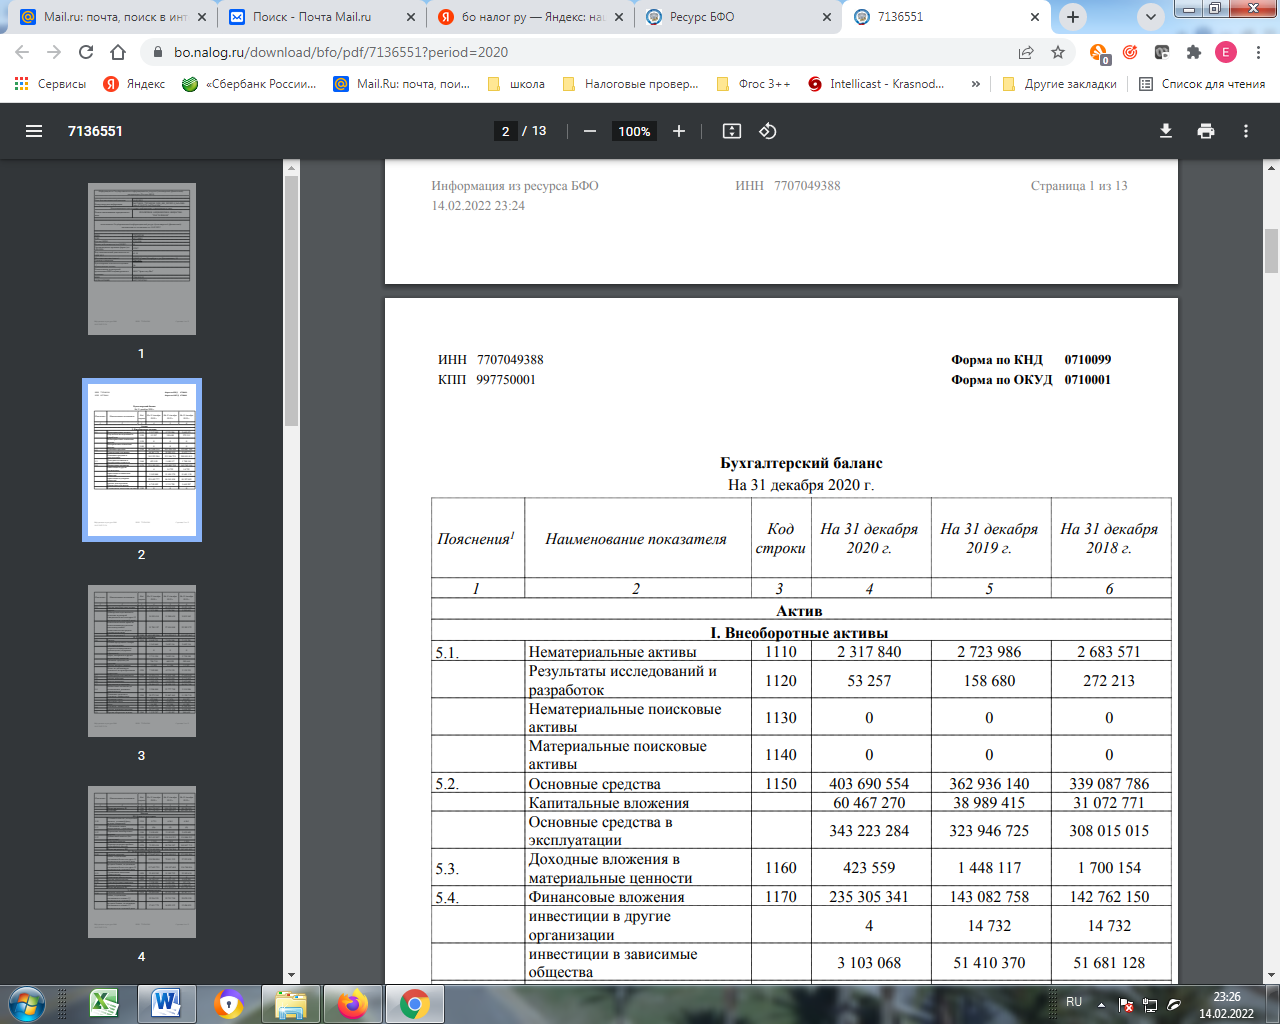 Mail.ru: почта, поиск в инт
Поиск - Почта Mail.ru
бо налог ру — Яндекс: на
Ресурс БФО
7136551
bo.nalog.ru/download/bfo/pdf/7136551?period=2020
0
E
Сервисы
Яндекс
«Сбербанк России...
Mail.Ru: почта, пои...
школа
Налоговые провер...
Фгос 3++
Intellicast - Krasnod...
»
Другие закладки
Список для чтения
7136551
2 / 13
100%
1
2
3
4
Информация из ресурса БФО ИНН 7707049388 Страница 1 из 13
14.02.2022 23:24
ИНН 7707049388 Форма по КНД 0710099
КПП 997750001 Форма по ОКУД 0710001
Бухгалтерский баланс
На 31 декабря 2020 г.
Пояснения1 Наименование показателя Код строки На 31 декабря 2020 г. На 31 декабря 2019 г. На 31 декабря 2018 г.
1 2 3 4 5 6
Актив
I. Внеоборотные активы
5.1. Нематериальные активы 1110 2 317 840 2 723 986 2 683 571
Результаты исследований и разработок 1120 53 257 158 680 272 213
Нематериальные поисковые активы 1130 0 0 0
Материальные поисковые активы 1140 0 0 0
5.2. Основные средства 1150 403 690 554 362 936 140 339 087 786
Капитальные вложения 60 467 270 38 989 415 31 072 771
Основные средства в эксплуатации 343 223 284 323 946 725 308 015 015
5.3. Доходные вложения в материальные ценности 1160 423 559 1 448 117 1 700 154
5.4. Финансовые вложения 1170 235 305 341 143 082 758 142 762 150
инвестиции в другие организации 4 14 732 14 732
инвестиции в зависимые общества 3 103 068 51 410 370 51 681 128
RU
23:26
14.02.2022